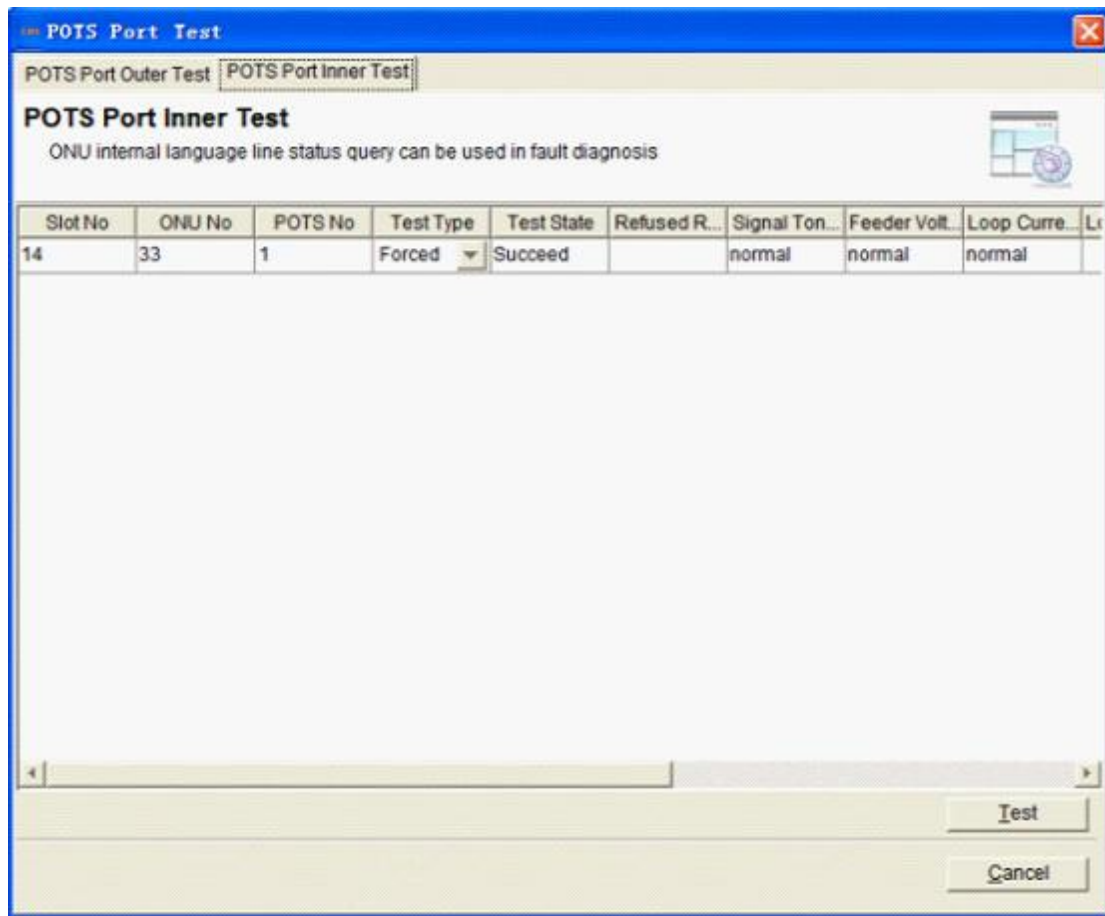 POTS Port Test
POTS Port Outer Test POTS Port Inner Test
POTS Port Inner Test
ONU internal language line status query can be used in fault diagnosis
Slot No ONU No POTS No Test Type Test State Refused R... Signal Ton... Feeder Volt... Loop Curre...
14 33 1 Forced Succeed normal normal normal
Test
Cancel